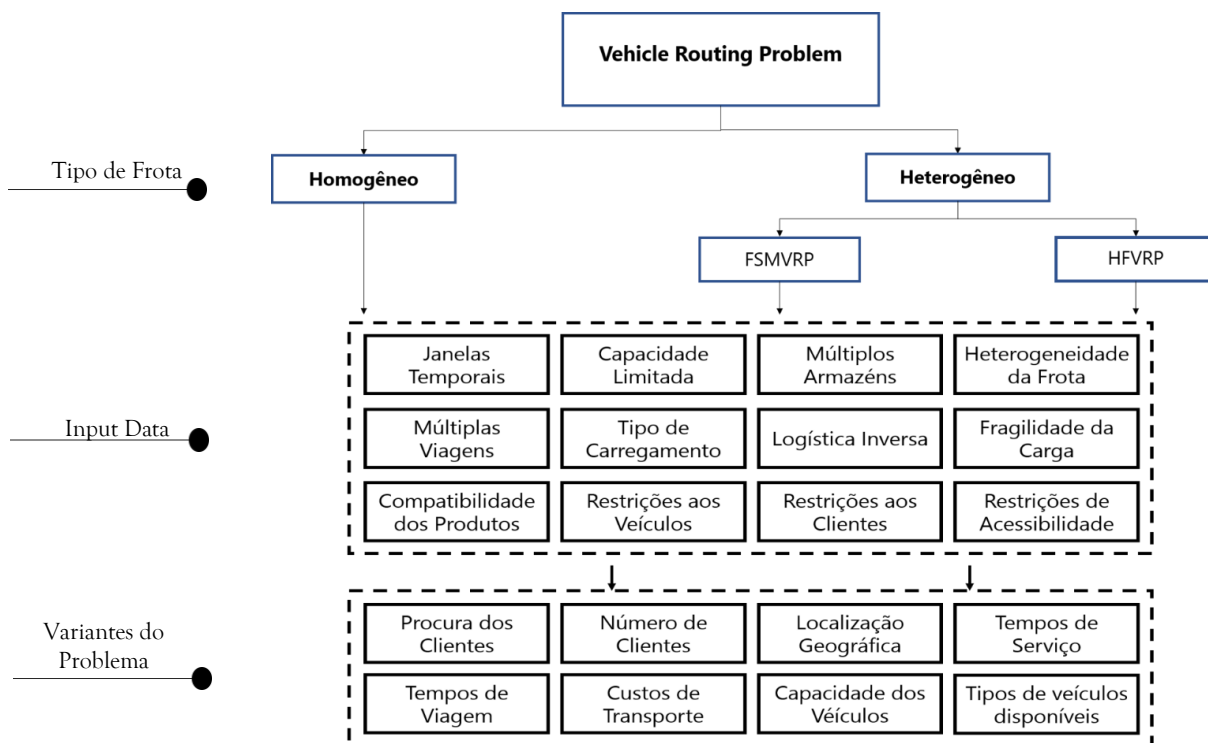 Vehicle Routing Problem
Tipo de Frota
Homogêneo
Heterogêneo
FSMVRP
HFVRP
Input Data
Janelas
Temporais
Capacidade
Limitada
Múltiplos
Armazéns
Heterogeneidade
da Frota
Múltiplas
Viagens
Tipo de
Carregamento
Logística Inversa
Fragilidade da
Carga
Compatibilidade
dos Produtos
Restrições aos
Veículos
Restrições aos
Clientes
Restrições de
Acessibilidade
Variantes do
Problema
Procura dos
Clientes
Número de
Clientes
Localização
Geográfica
Tempos de
Serviço
Tempos de
Viagem
Custos de
Transporte
Capacidade dos
Véículos
Tipos de veículos
disponíveis